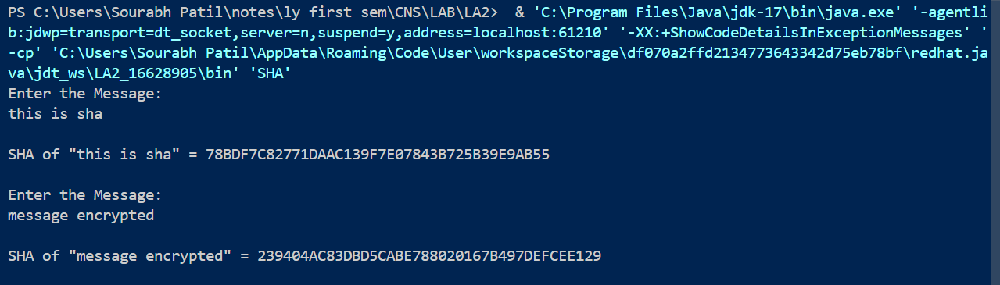 PS C:\Users\Sourabh Patil\notes\ly first sem\CNS\LAB\LA2>  & 'C:\Program Files\Java\jdk-17\bin\java.exe' '-agentli
b:jdwp=transport=dt_socket,server=n,suspend=y,address=localhost:61210' '-XX:+ShowCodeDetailsInExceptionMessages' '
-cp' 'C:\Users\Sourabh Patil\AppData\Roaming\Code\User\workspaceStorage\df070a2ffd2134773643342d75eb78bf\redhat.ja
va\jdt_ws\LA2_16628905\bin' 'SHA'
Enter the Message:
this is sha
SHA of "this is sha" = 78BDF7C82771DAAC139F7E07843B725B39E9AB55
Enter the Message:
message encrypted
SHA of "message encrypted" = 239404AC83DBD5CABE788020167B497DEFCEE129